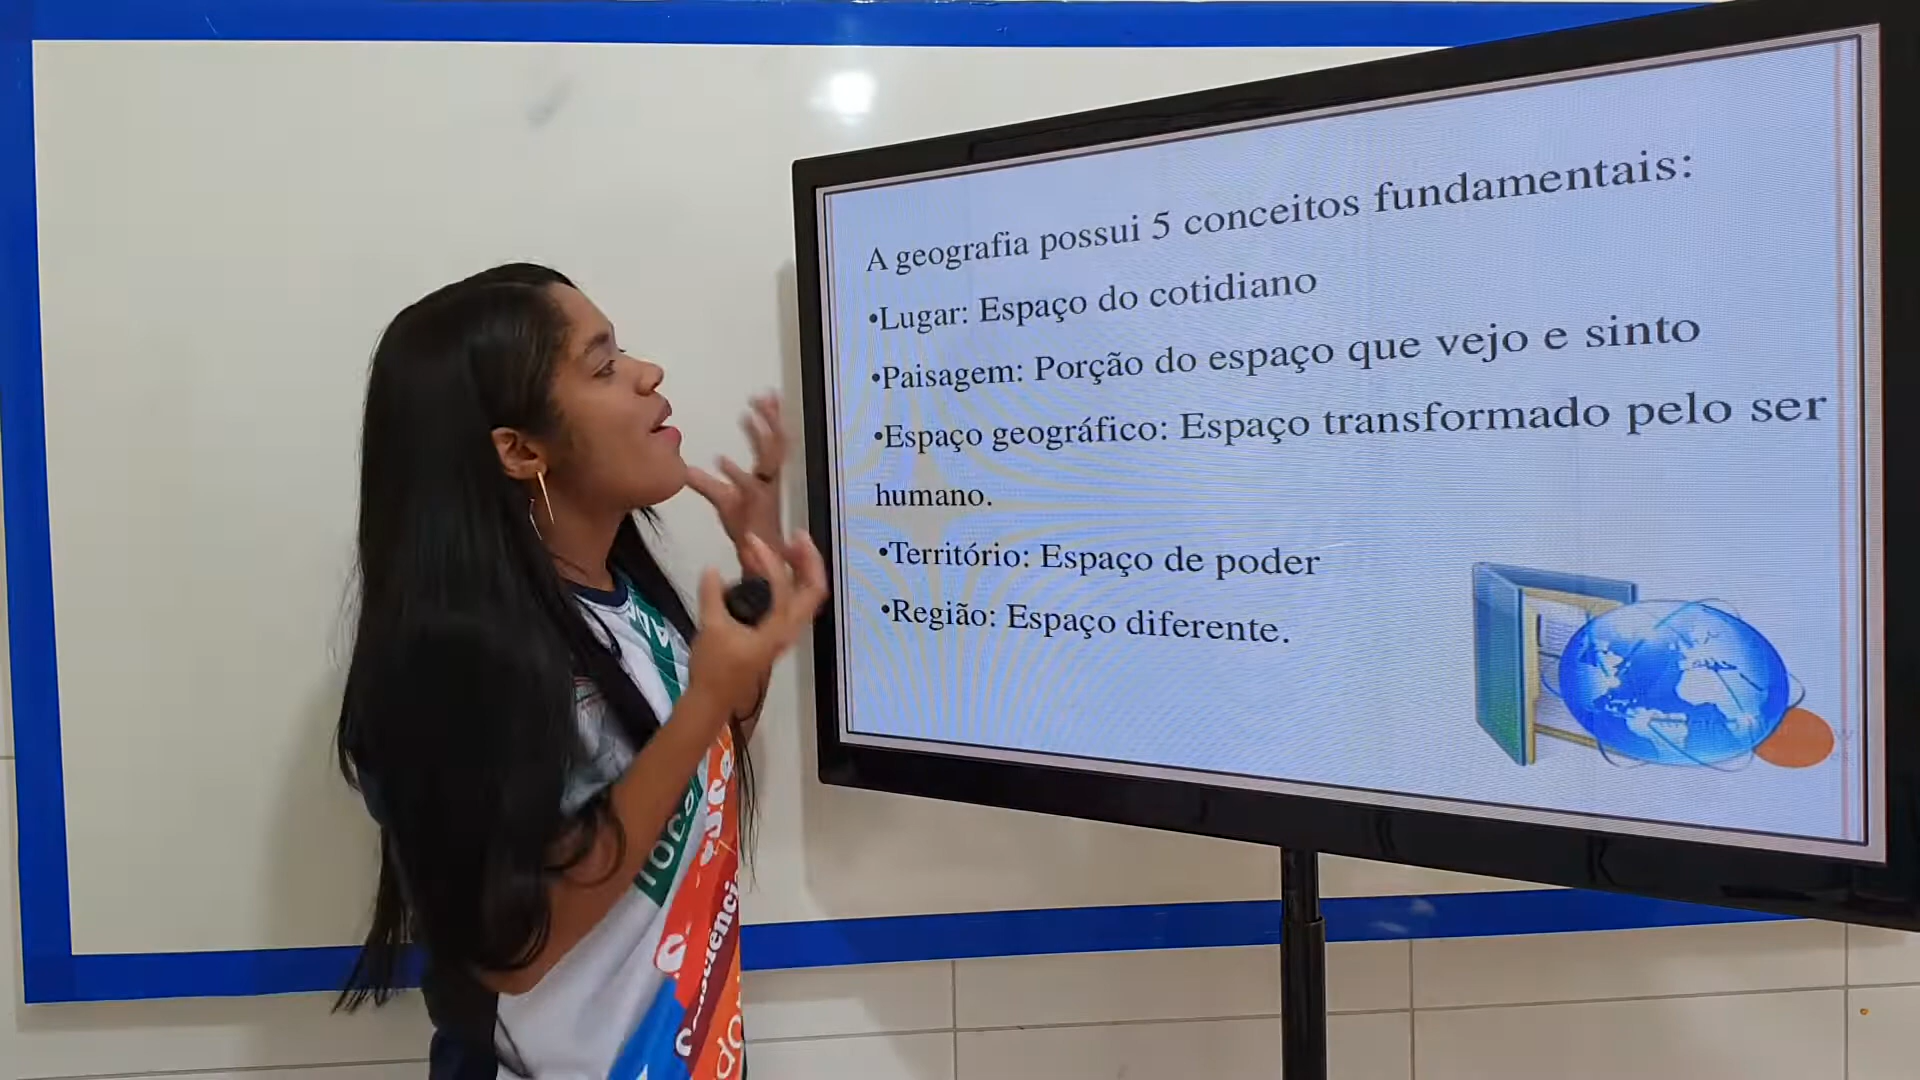 A geografia possui 5 conceitos fundamentais:
•Lugar: Espaço do cotidiano
•Paisagem: Porção do espaço que vejo e sinto
•Espaço geográfico: Espaço transformado pelo ser
humano.
•Território: Espaço de poder
•Região: Espaço diferente.